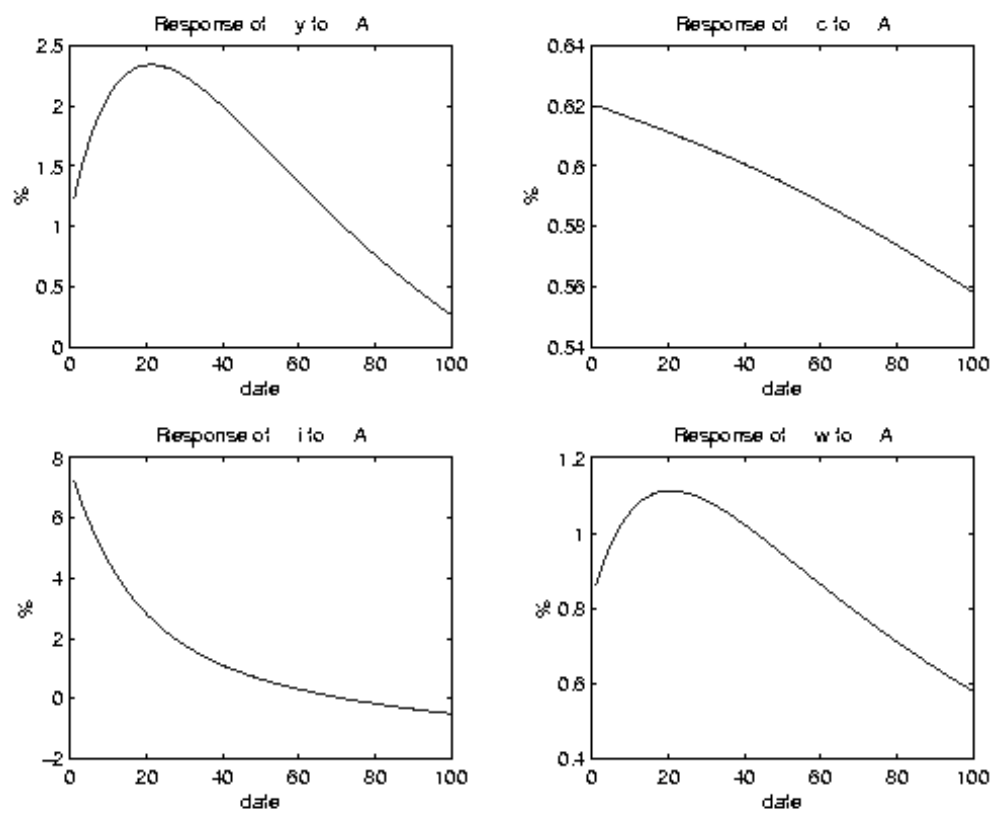 Response of y to A
2.5
2
1.5
1
0.5
0
%
0 20 40 60 80 100
date
Response of c to A
0.64
0.62
0.6
0.58
0.56
0.54
%
0 20 40 60 80 100
date
Response of i to A
8
6
4
2
0
−2
%
0 20 40 60 80 100
date
Response of w to A
1.2
1
0.8
0.6
0.4
%
0 20 40 60 80 100
date